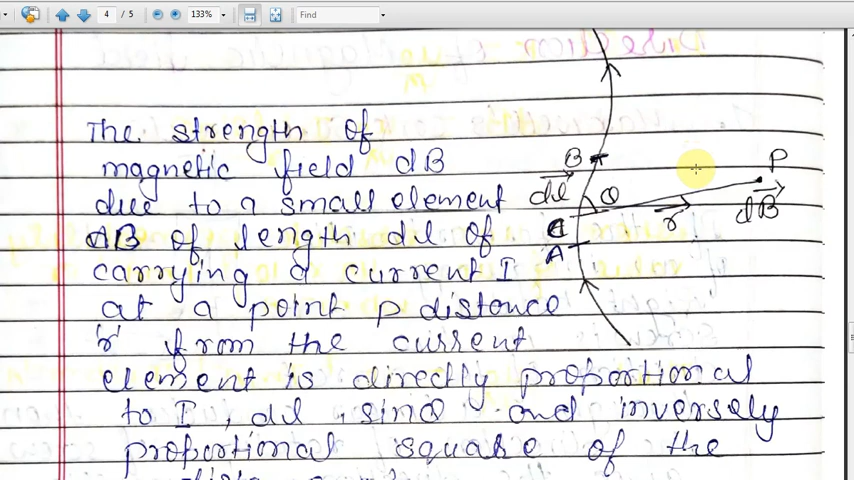 4 / 5
133%
Find
The strength of
magnetic field dB
due to a small element
AB of length dl of
carrying a current I
at a point P distence
'r' from the current
element is directly proportional
to I, dl, sinθ and inversely
proportional square of the
B
P
dl
θ
r
dB
C
A